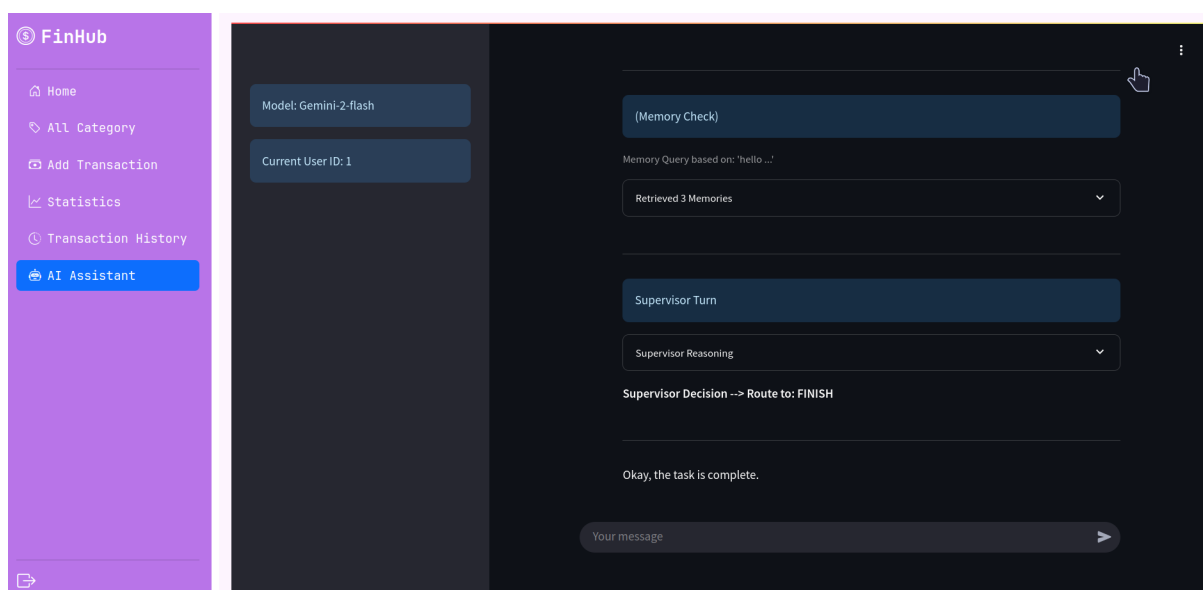 FinHub
Home
All Category
Add Transaction
Statistics
Transaction History
AI Assistant
Model: Gemini-2-flash
Current User ID: 1
(Memory Check)
Memory Query based on: 'hello ...'
Retrieved 3 Memories
Supervisor Turn
Supervisor Reasoning
Supervisor Decision --> Route to: FINISH
Okay, the task is complete.
Your message